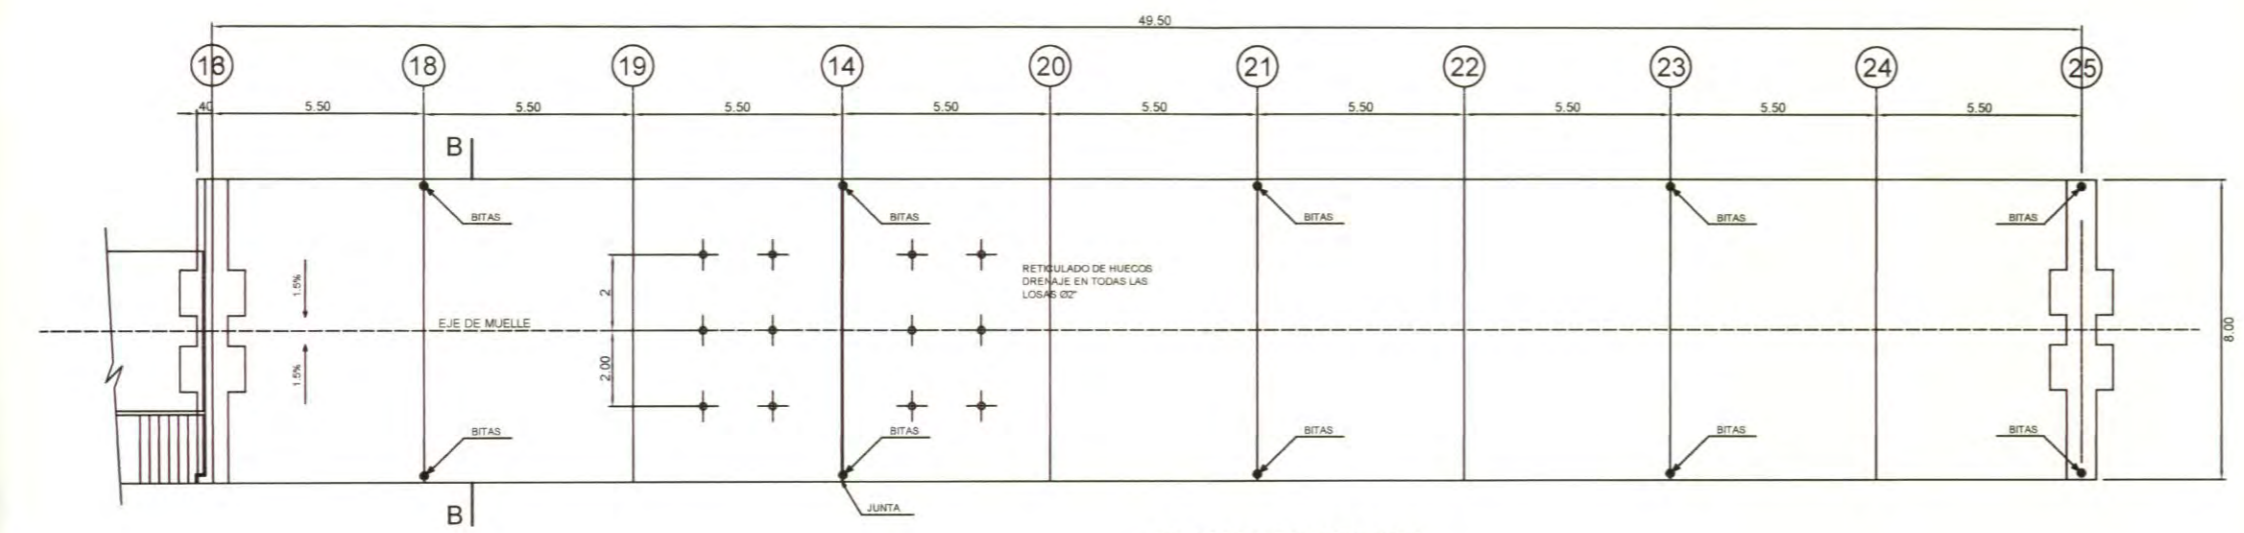 49.50
16 18 19 14 20 21 22 23 24 25
.40 5.50 5.50 5.50 5.50 5.50 5.50 5.50 5.50 5.50
B
BITAS BITAS BITAS BITAS BITAS
RETICULADO DE HUECOS
DRENAJE EN TODAS LAS
LOSAS Ø2"
1.5%
2
EJE DE MUELLE
8.00
1.5%
2.00
BITAS BITAS BITAS BITAS BITAS
B
JUNTA